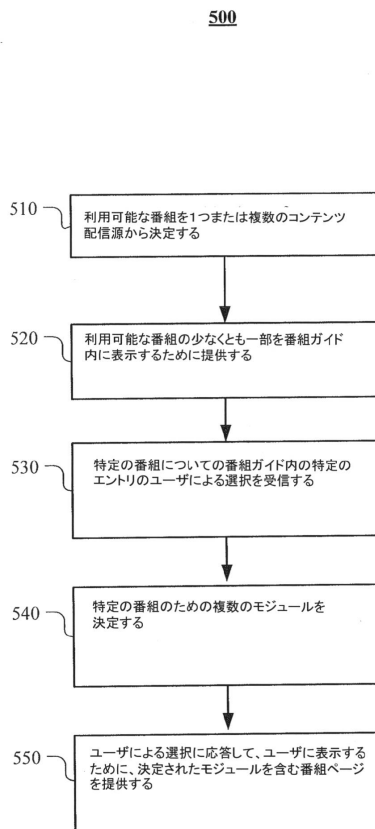 500
510
利用可能な番組を1つまたは複数のコンテンツ
配信源から決定する
520
利用可能な番組の少なくとも一部を番組ガイド
内に表示するために提供する
530
特定の番組についての番組ガイド内の特定の
エントリのユーザによる選択を受信する
540
特定の番組のための複数のモジュールを
決定する
550
ユーザによる選択に応答して、ユーザに表示する
ために、決定されたモジュールを含む番組ページ
を提供する